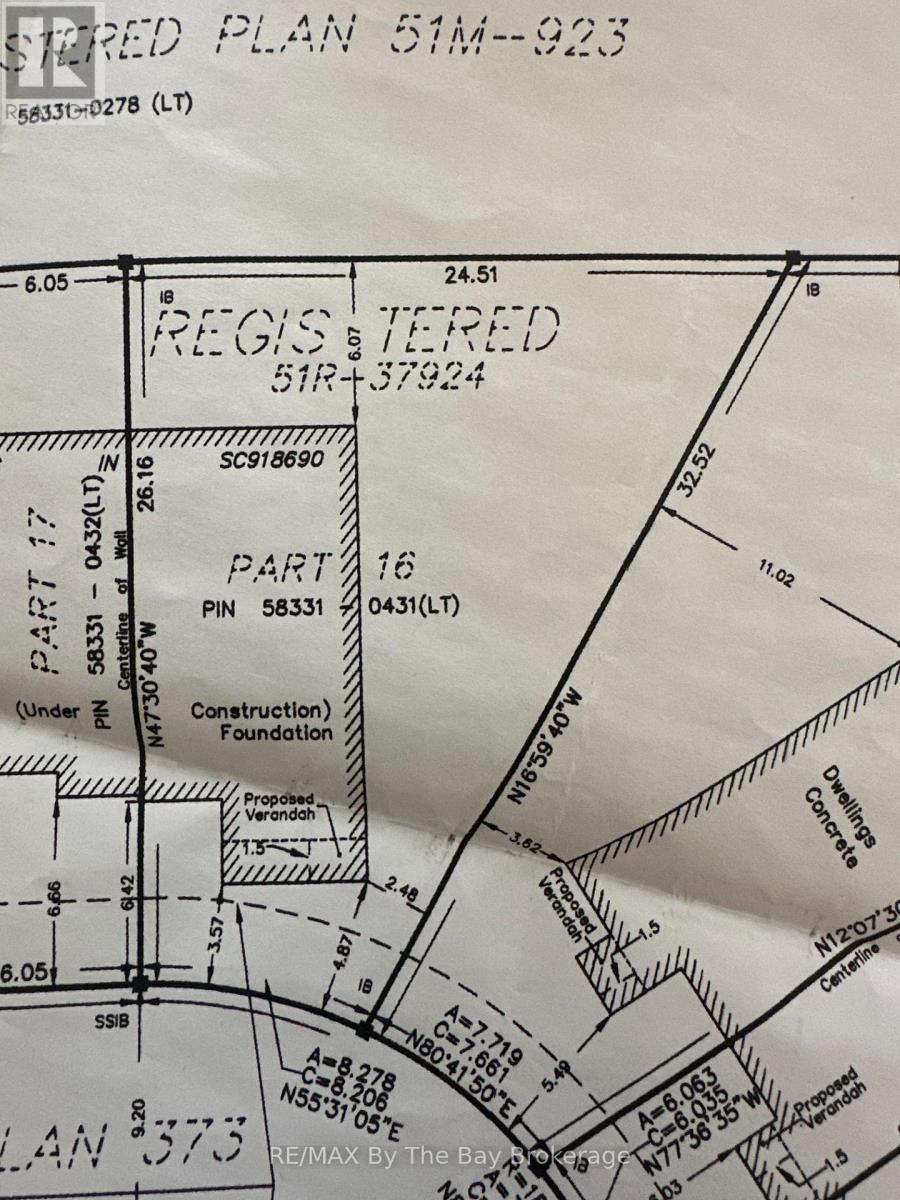 STERED PLAN 51M--923
REALTOR
58331-0278 (LT)
6.05
24.51
IB
IB
REGIS TERED
6.07
51R-37924
IN
SC918690
26.16
32.52
PART 17
PIN 58331 - 0432(LT)
Centerline of Wall
N47°30'40"W
PART 16
PIN 58331 - 0431(LT)
11.02
(Under Construction)
Foundation
N16°59'40"W
Dwellings
Concrete
Proposed
Verandah
1.5
3.62
Proposed
Verandah
1.5
2.48
6.66
6.42
3.57
4.87
N12°07'30
Centerline
6.05
SSIB
IB
A=7.719
C=7.661
N80°41'50"E
A=8.278
C=8.206
N55°31'05"E
5.49
A=6.063
C=6.035
N77°36'35"W
Proposed
Verandah
1.5
9.20
LAN 373
IB
RE/MAX By The Bay Brokerage